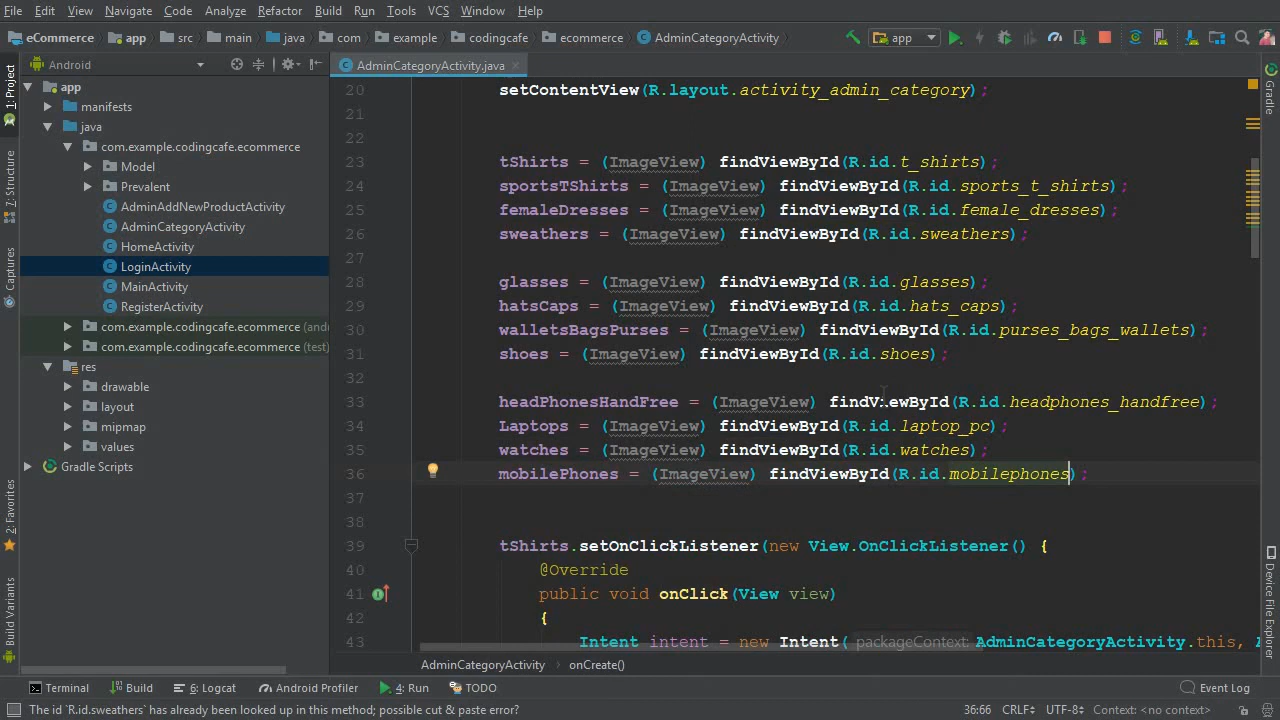 File Edit View Navigate Code Analyze Refactor Build Run Tools VCS Window Help
eCommerce app src main java com example codingcafe ecommerce AdminCategoryActivity app
1: Project
Z: Structure
Captures
2: Favorites
Build Variants
Android
app
manifests
java
com.example.codingcafe.ecommerce
Model
Prevalent
AdminAddNewProductActivity
AdminCategoryActivity
HomeActivity
LoginActivity
MainActivity
RegisterActivity
com.example.codingcafe.ecommerce (and
com.example.codingcafe.ecommerce (test)
res
drawable
layout
mipmap
values
Gradle Scripts
AdminCategoryActivity.java
20 setContentView(R.layout.activity_admin_category);
21
22
23 tShirts = (ImageView) findViewById(R.id.t_shirts);
24 sportsTShirts = (ImageView) findViewById(R.id.sports_t_shirts);
25 femaleDresses = (ImageView) findViewById(R.id.female_dresses);
26 sweathers = (ImageView) findViewById(R.id.sweathers);
27
28 glasses = (ImageView) findViewById(R.id.glasses);
29 hatsCaps = (ImageView) findViewById(R.id.hats_caps);
30 walletsBagsPurses = (ImageView) findViewById(R.id.purses_bags_wallets);
31 shoes = (ImageView) findViewById(R.id.shoes);
32
33 headPhonesHandFree = (ImageView) findViewById(R.id.headphones_handfree);
34 Laptops = (ImageView) findViewById(R.id.laptop_pc);
35 watches = (ImageView) findViewById(R.id.watches);
36 mobilePhones = (ImageView) findViewById(R.id.mobilephones);
37
38
39 tShirts.setOnClickListener(new View.OnClickListener() {
40 @Override
41 public void onClick(View view)
42 {
43 Intent intent = new Intent( packageContext: AdminCategoryActivity.this,
AdminCategoryActivity onCreate()
Gradle
Device File Explorer
Terminal Build 6: Logcat Android Profiler 4: Run TODO Event Log
The id 'R.id.sweathers' has already been looked up in this method; possible cut & paste error? 36:66 CRLF÷ UTF-8÷ Context: <no context>